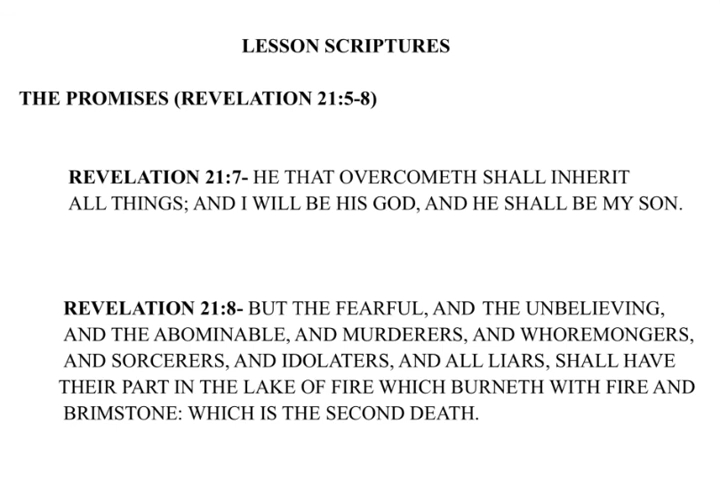 LESSON SCRIPTURES
THE PROMISES (REVELATION 21:5-8)
REVELATION 21:7- HE THAT OVERCOMETH SHALL INHERIT
ALL THINGS; AND I WILL BE HIS GOD, AND HE SHALL BE MY SON.
REVELATION 21:8- BUT THE FEARFUL, AND THE UNBELIEVING,
AND THE ABOMINABLE, AND MURDERERS, AND WHOREMONGERS,
AND SORCERERS, AND IDOLATERS, AND ALL LIARS, SHALL HAVE
THEIR PART IN THE LAKE OF FIRE WHICH BURNETH WITH FIRE AND
BRIMSTONE: WHICH IS THE SECOND DEATH.